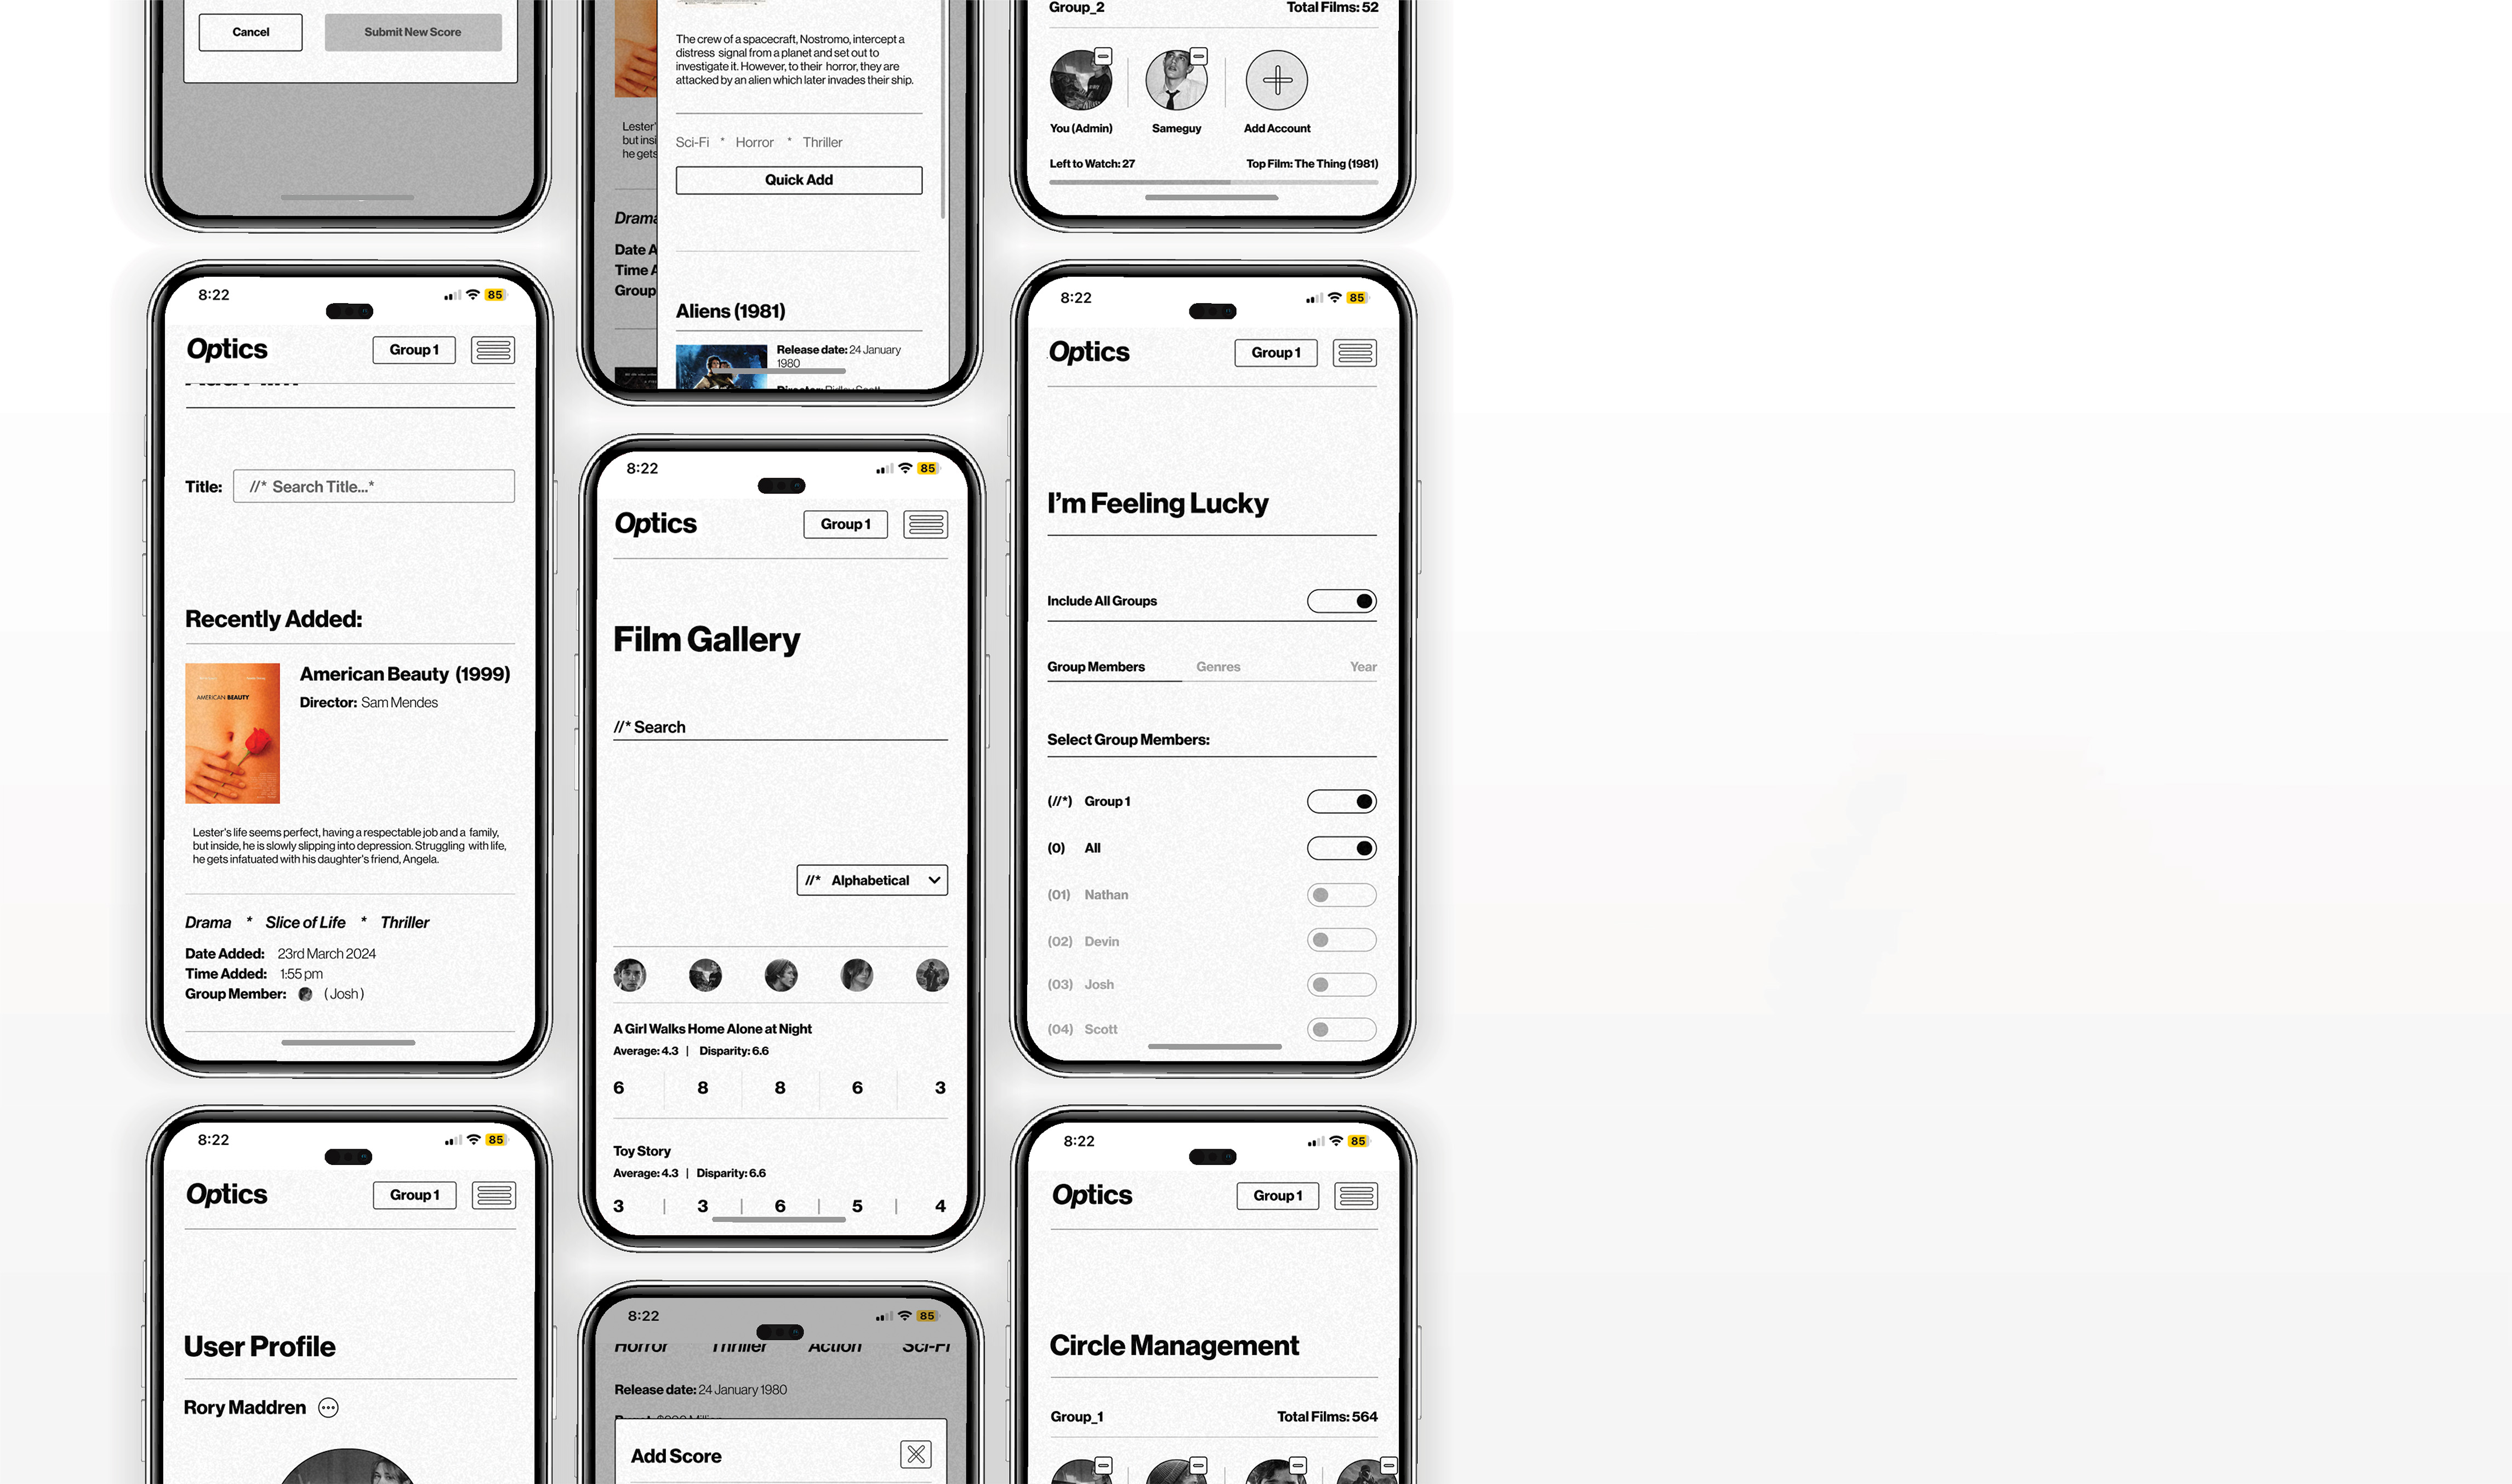 Cancel
Submit New Score
8:22
85
Optics
Group 1
Title:
//* Search Title...*
Recently Added:
AMERICAN BEAUTY
American Beauty (1999)
Director: Sam Mendes
Lester's life seems perfect, having a respectable job and a family,
but inside, he is slowly slipping into depression. Struggling with life,
he gets infatuated with his daughter's friend, Angela.
Drama * Slice of Life * Thriller
Date Added: 23rd March 2024
Time Added: 1:55 pm
Group Member: (Josh)
8:22
85
Optics
Group 1
User Profile
Rory Maddren
The crew of a spacecraft, Nostromo, intercept a
distress signal from a planet and set out to
investigate it. However, to their horror, they are
attacked by an alien which later invades their ship.
Lester'
but insi
he gets
Sci-Fi * Horror * Thriller
Quick Add
Drama
Date A
Time A
Group
Aliens (1981)
Release date: 24 January
1980
Director: Ridley Scott
8:22
85
Optics
Group 1
Film Gallery
//* Search
//* Alphabetical
A Girl Walks Home Alone at Night
Average: 4.3 | Disparity: 6.6
6 8 8 6 3
Toy Story
Average: 4.3 | Disparity: 6.6
3 | 3 | 6 | 5 | 4
8:22
85
Horror Thriller Action Sci-Fi
Release date: 24 January 1980
Add Score
Group_2
Total Films: 52
You (Admin)
Sameguy
Add Account
Left to Watch: 27
Top Film: The Thing (1981)
8:22
85
Optics
Group 1
I'm Feeling Lucky
Include All Groups
Group Members
Genres
Year
Select Group Members:
(//*) Group 1
(0) All
(01) Nathan
(02) Devin
(03) Josh
(04) Scott
8:22
85
Optics
Group 1
Circle Management
Group_1
Total Films: 564